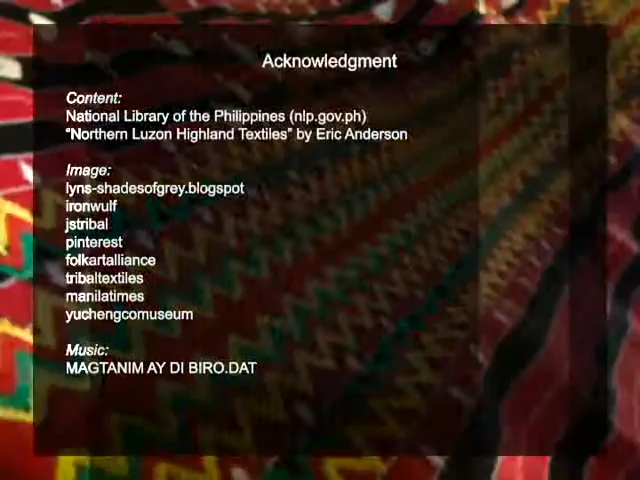 Acknowledgment
Content:
National Library of the Philippines (nlp.gov.ph)
“Northern Luzon Highland Textiles” by Eric Anderson
Image:
lyns-shadesofgrey.blogspot
ironwulf
jstribal
pinterest
folkartalliance
tribaltextiles
manilatimes
yuchengcomuseum
Music:
MAGTANIM AY DI BIRO.DAT